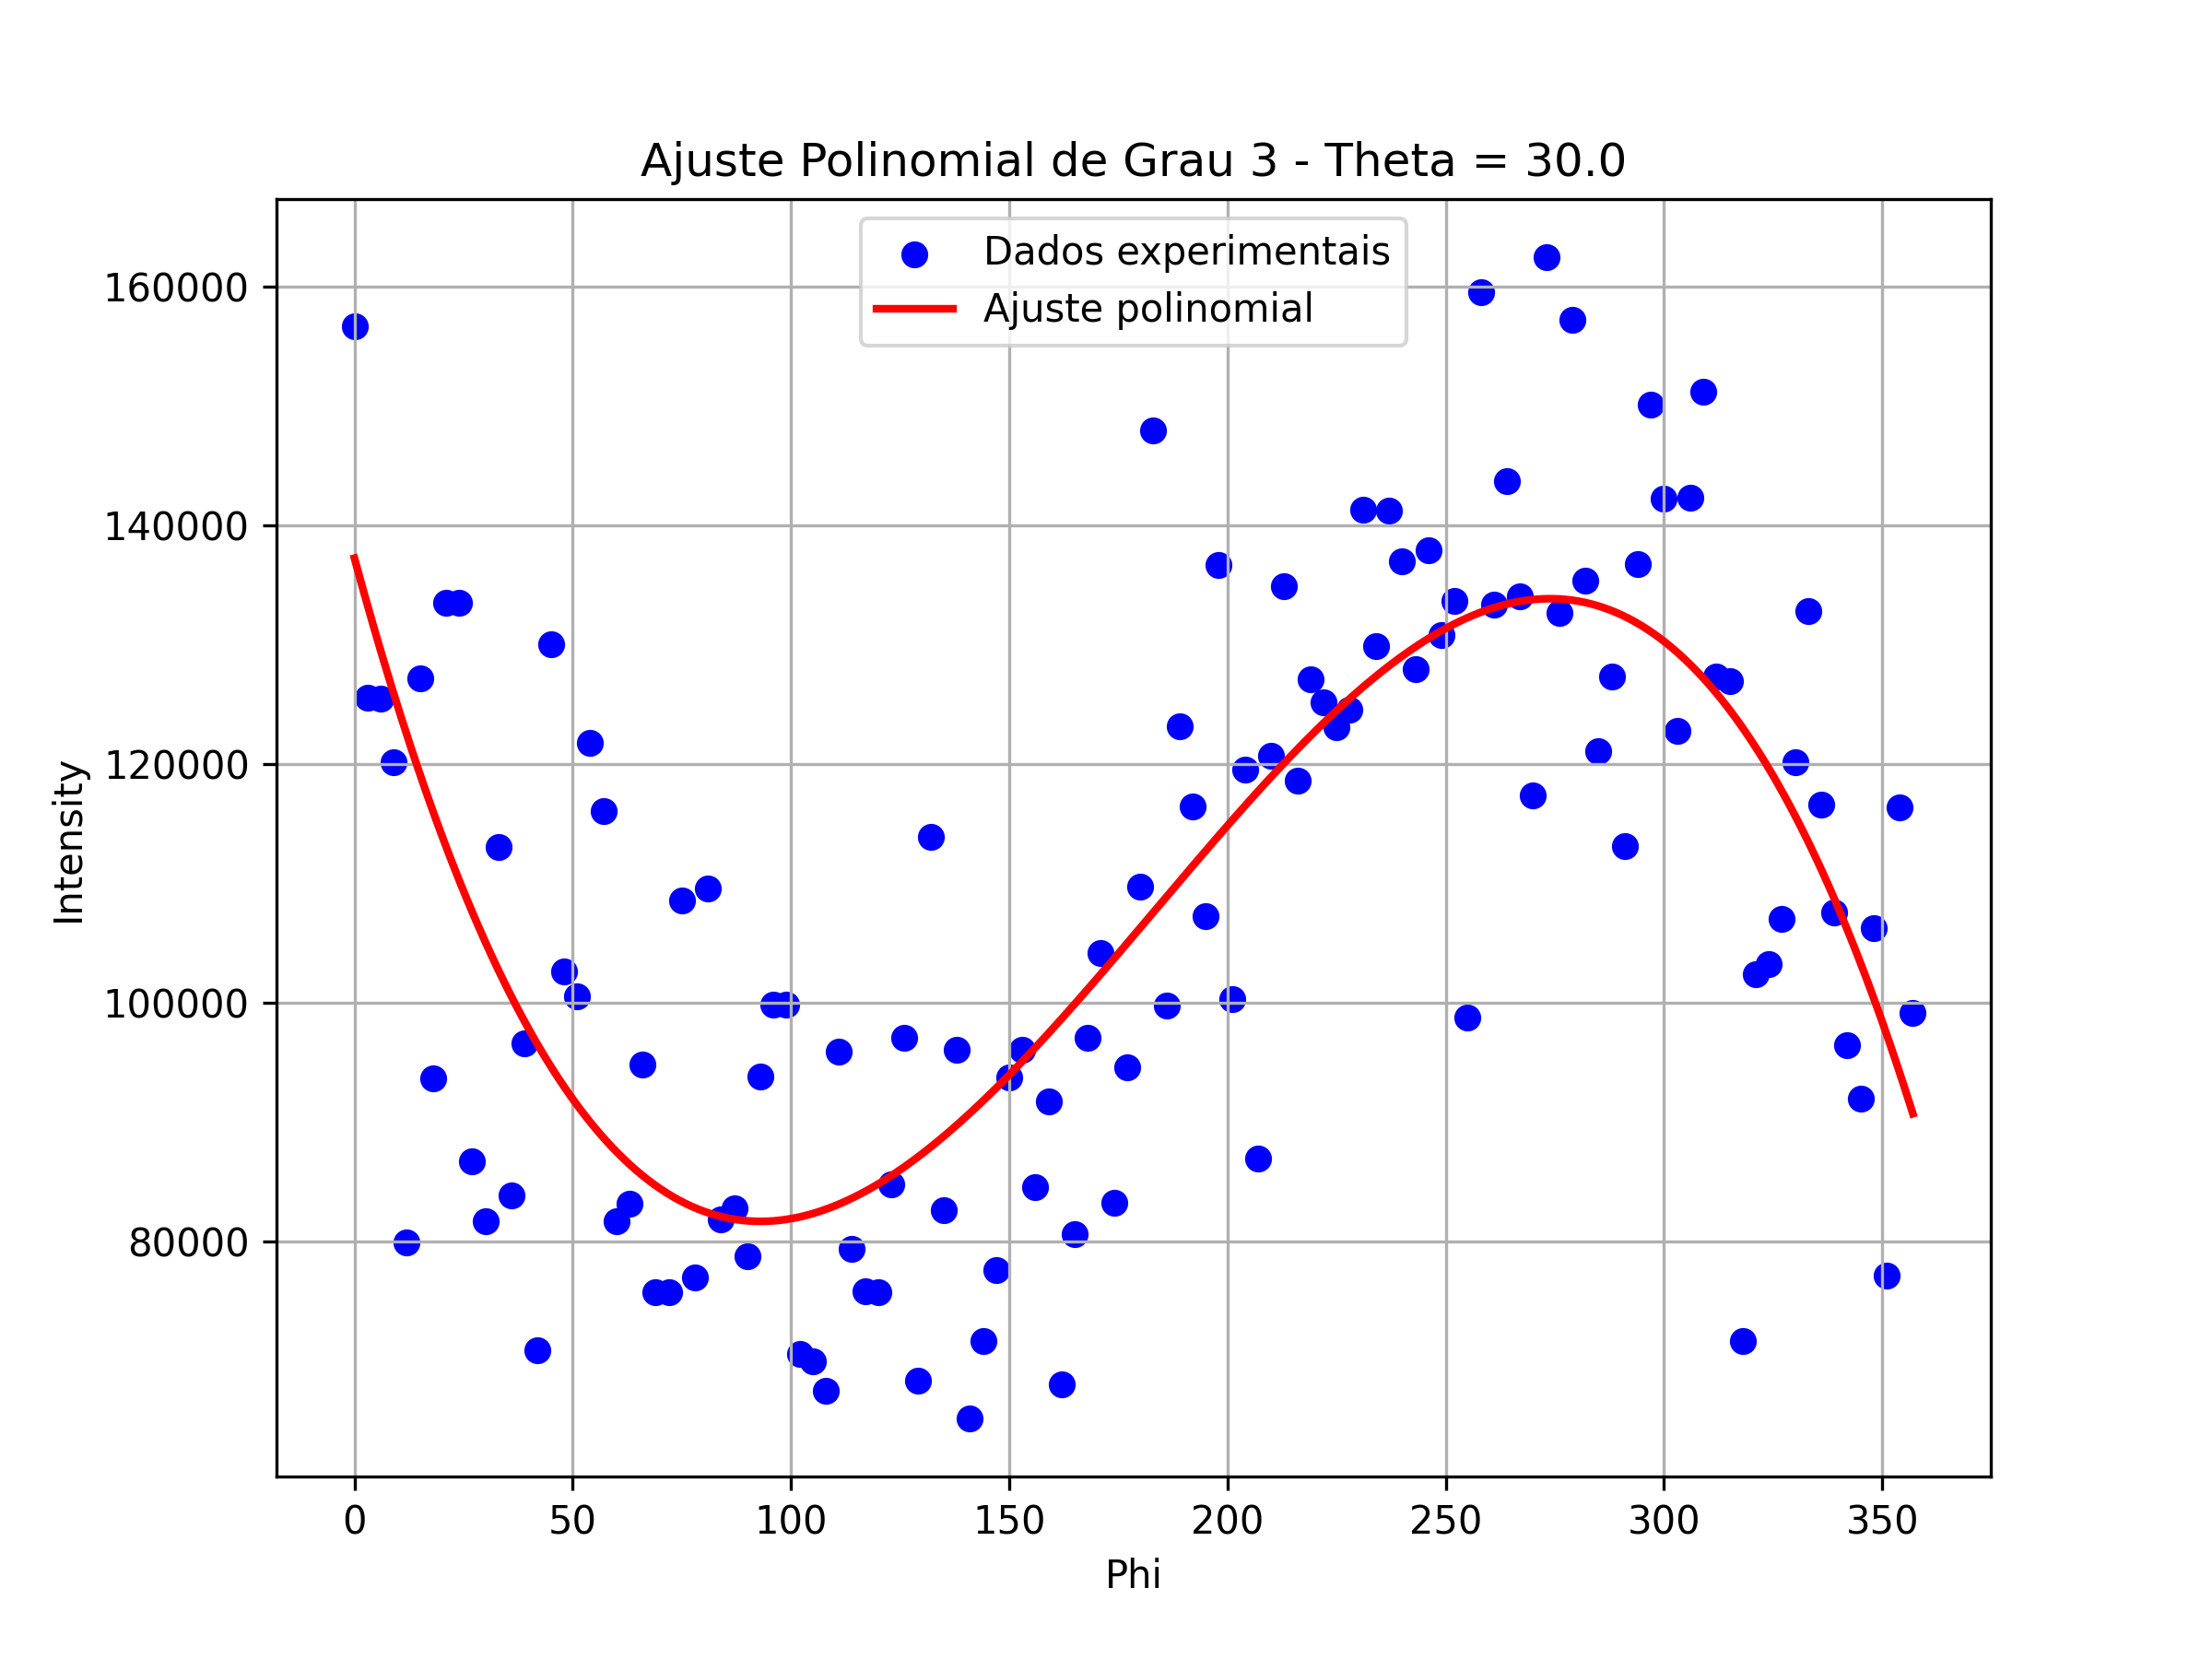 Ajuste Polinomial de Grau 3 - Theta = 30.0
Dados experimentais
Ajuste polinomial
160000
140000
120000
100000
80000
Intensity
0 50 100 150 200 250 300 350
Phi